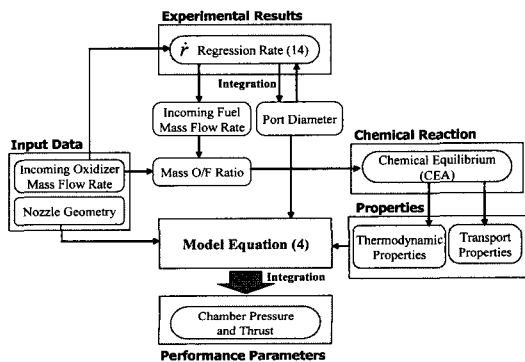 Experimental Results
ṙ Regression Rate (14)
Integration
Incoming Fuel
Mass Flow Rate
Port Diameter
Input Data
Incoming Oxidizer
Mass Flow Rate
Nozzle Geometry
Mass O/F Ratio
Chemical Reaction
Chemical Equilibrium
(CEA)
Properties
Thermodynamic
Properties
Transport
Properties
Model Equation (4)
Integration
Chamber Pressure
and Thrust
Performance Parameters